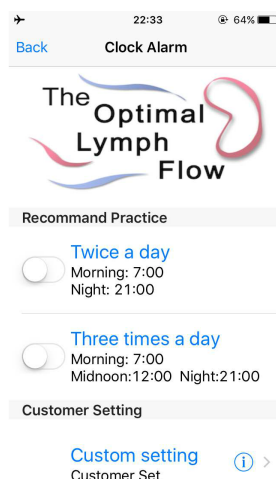 22:33
64%
Back
Clock Alarm
The
Optimal
Lymph
Flow
Recommand Practice
Twice a day
Morning: 7:00
Night: 21:00
Three times a day
Morning: 7:00
Midnoon:12:00 Night:21:00
Customer Setting
Custom setting
Customer Set